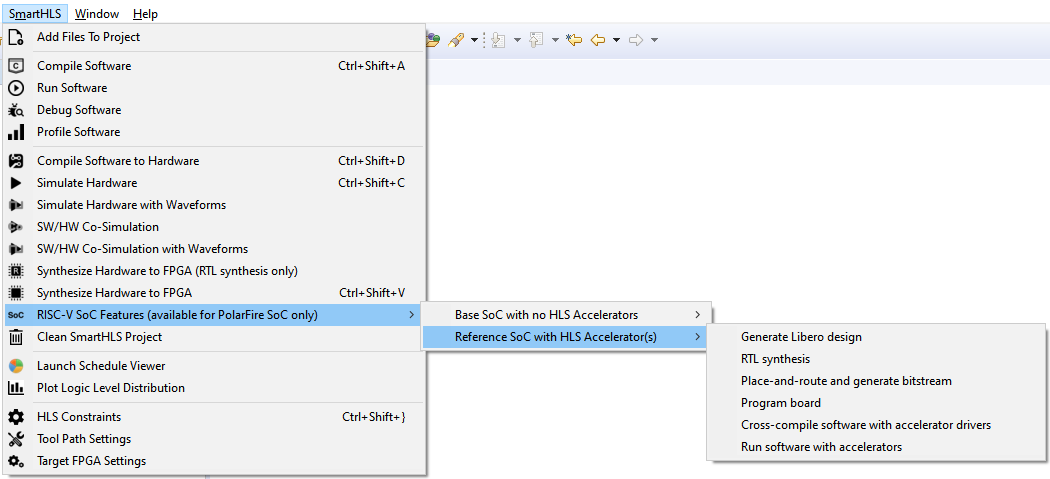 SmartHLS Window Help
Add Files To Project
Compile Software Ctrl+Shift+A
Run Software
Debug Software
Profile Software
Compile Software to Hardware Ctrl+Shift+D
Simulate Hardware Ctrl+Shift+C
Simulate Hardware with Waveforms
SW/HW Co-Simulation
SW/HW Co-Simulation with Waveforms
Synthesize Hardware to FPGA (RTL synthesis only)
Synthesize Hardware to FPGA Ctrl+Shift+V
SoC RISC-V SoC Features (available for PolarFire SoC only) Base SoC with no HLS Accelerators
Clean SmartHLS Project Reference SoC with HLS Accelerator(s) Generate Libero design
RTL synthesis
Launch Schedule Viewer
Place-and-route and generate bitstream
Plot Logic Level Distribution
Program board
HLS Constraints Ctrl+Shift+}
Cross-compile software with accelerator drivers
Tool Path Settings
Run software with accelerators
Target FPGA Settings